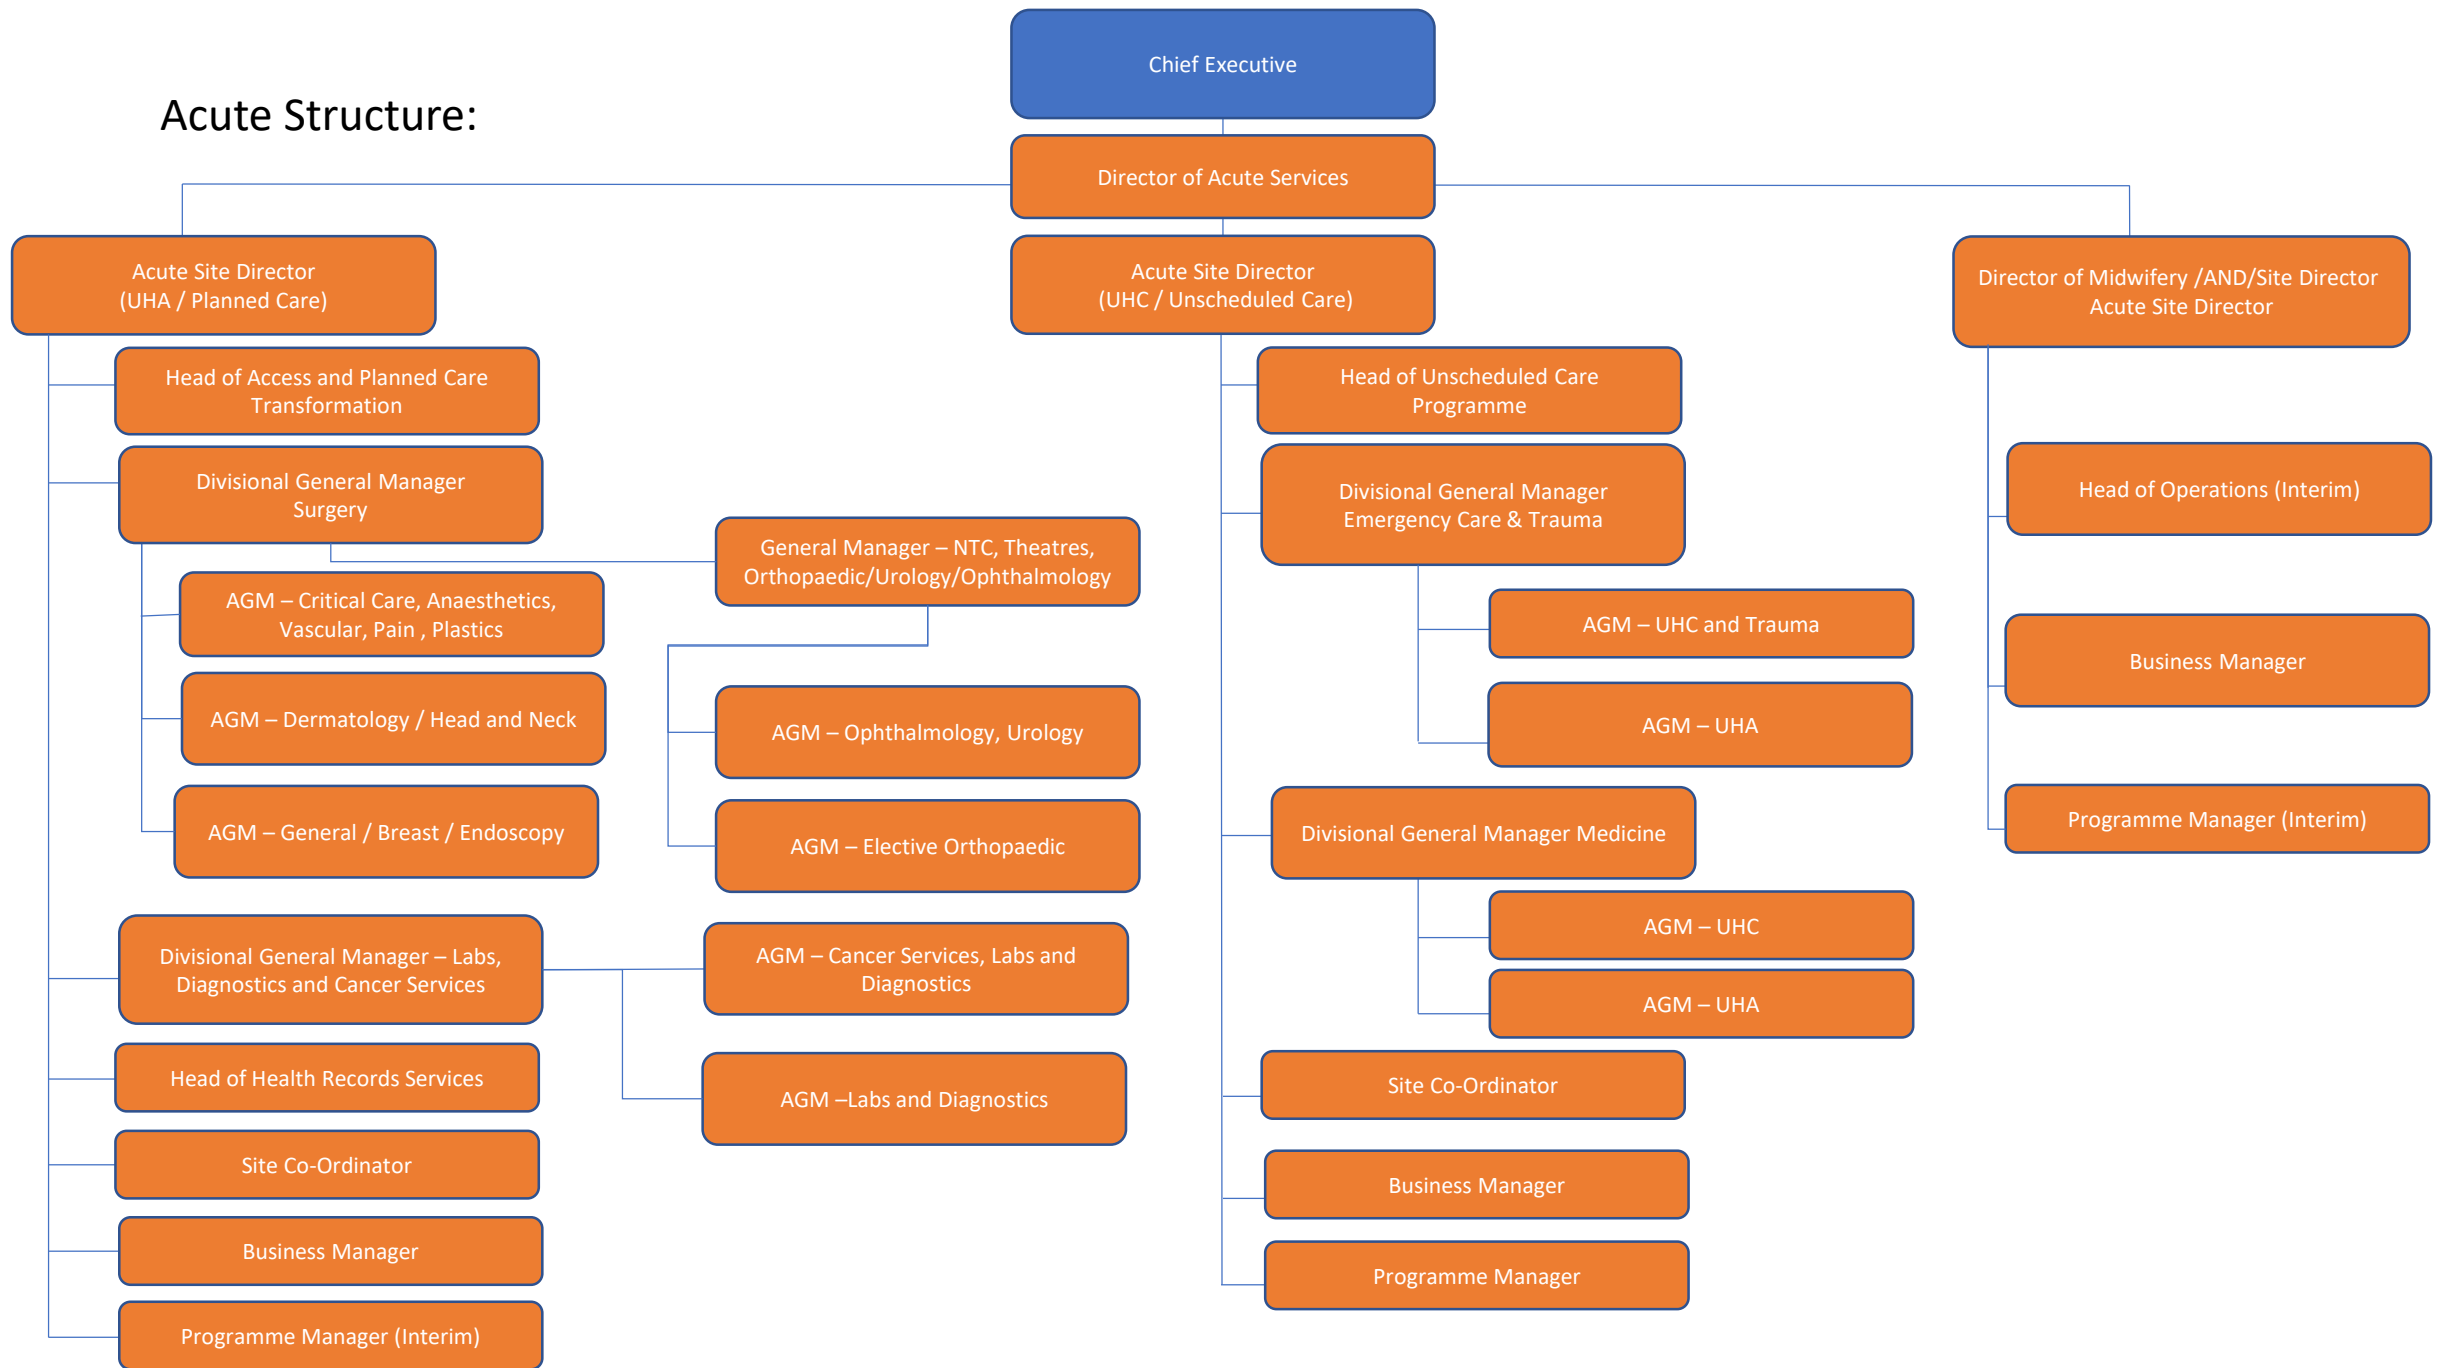 Acute Structure:
Chief Executive
Director of Acute Services
Acute Site Director
(UHA / Planned Care)
Head of Access and Planned Care
Transformation
Divisional General Manager
Surgery
AGM – Critical Care, Anaesthetics,
Vascular, Pain , Plastics
AGM – Dermatology / Head and Neck
AGM – General / Breast / Endoscopy
General Manager – NTC, Theatres,
Orthopaedic/Urology/Ophthalmology
AGM – Ophthalmology, Urology
AGM – Elective Orthopaedic
Divisional General Manager – Labs,
Diagnostics and Cancer Services
AGM – Cancer Services, Labs and
Diagnostics
AGM –Labs and Diagnostics
Head of Health Records Services
Site Co-Ordinator
Business Manager
Programme Manager (Interim)
Acute Site Director
(UHC / Unscheduled Care)
Head of Unscheduled Care
Programme
Divisional General Manager
Emergency Care & Trauma
AGM – UHC and Trauma
AGM – UHA
Divisional General Manager Medicine
AGM – UHC
AGM – UHA
Site Co-Ordinator
Business Manager
Programme Manager
Director of Midwifery /AND/Site Director
Acute Site Director
Head of Operations (Interim)
Business Manager
Programme Manager (Interim)